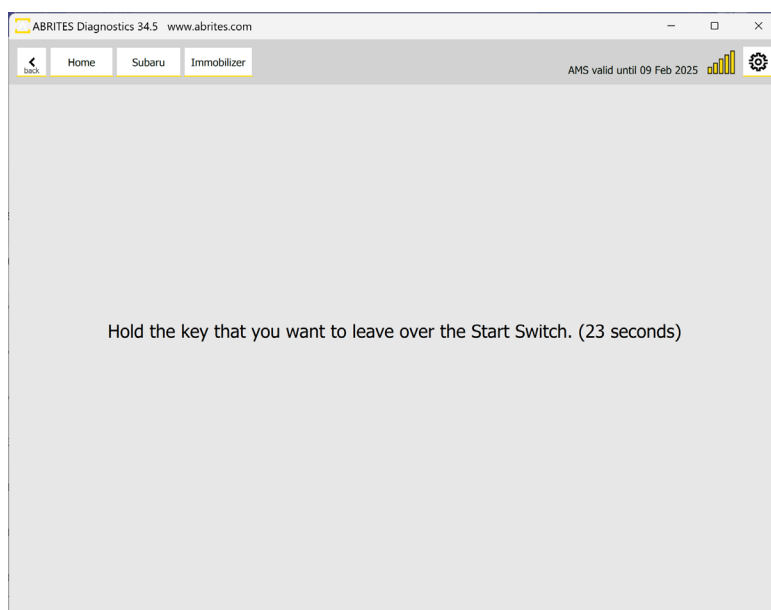 ABRITES Diagnostics 34.5 www.abrites.com
back
Home
Subaru
Immobilizer
AMS valid until 09 Feb 2025
Hold the key that you want to leave over the Start Switch. (23 seconds)